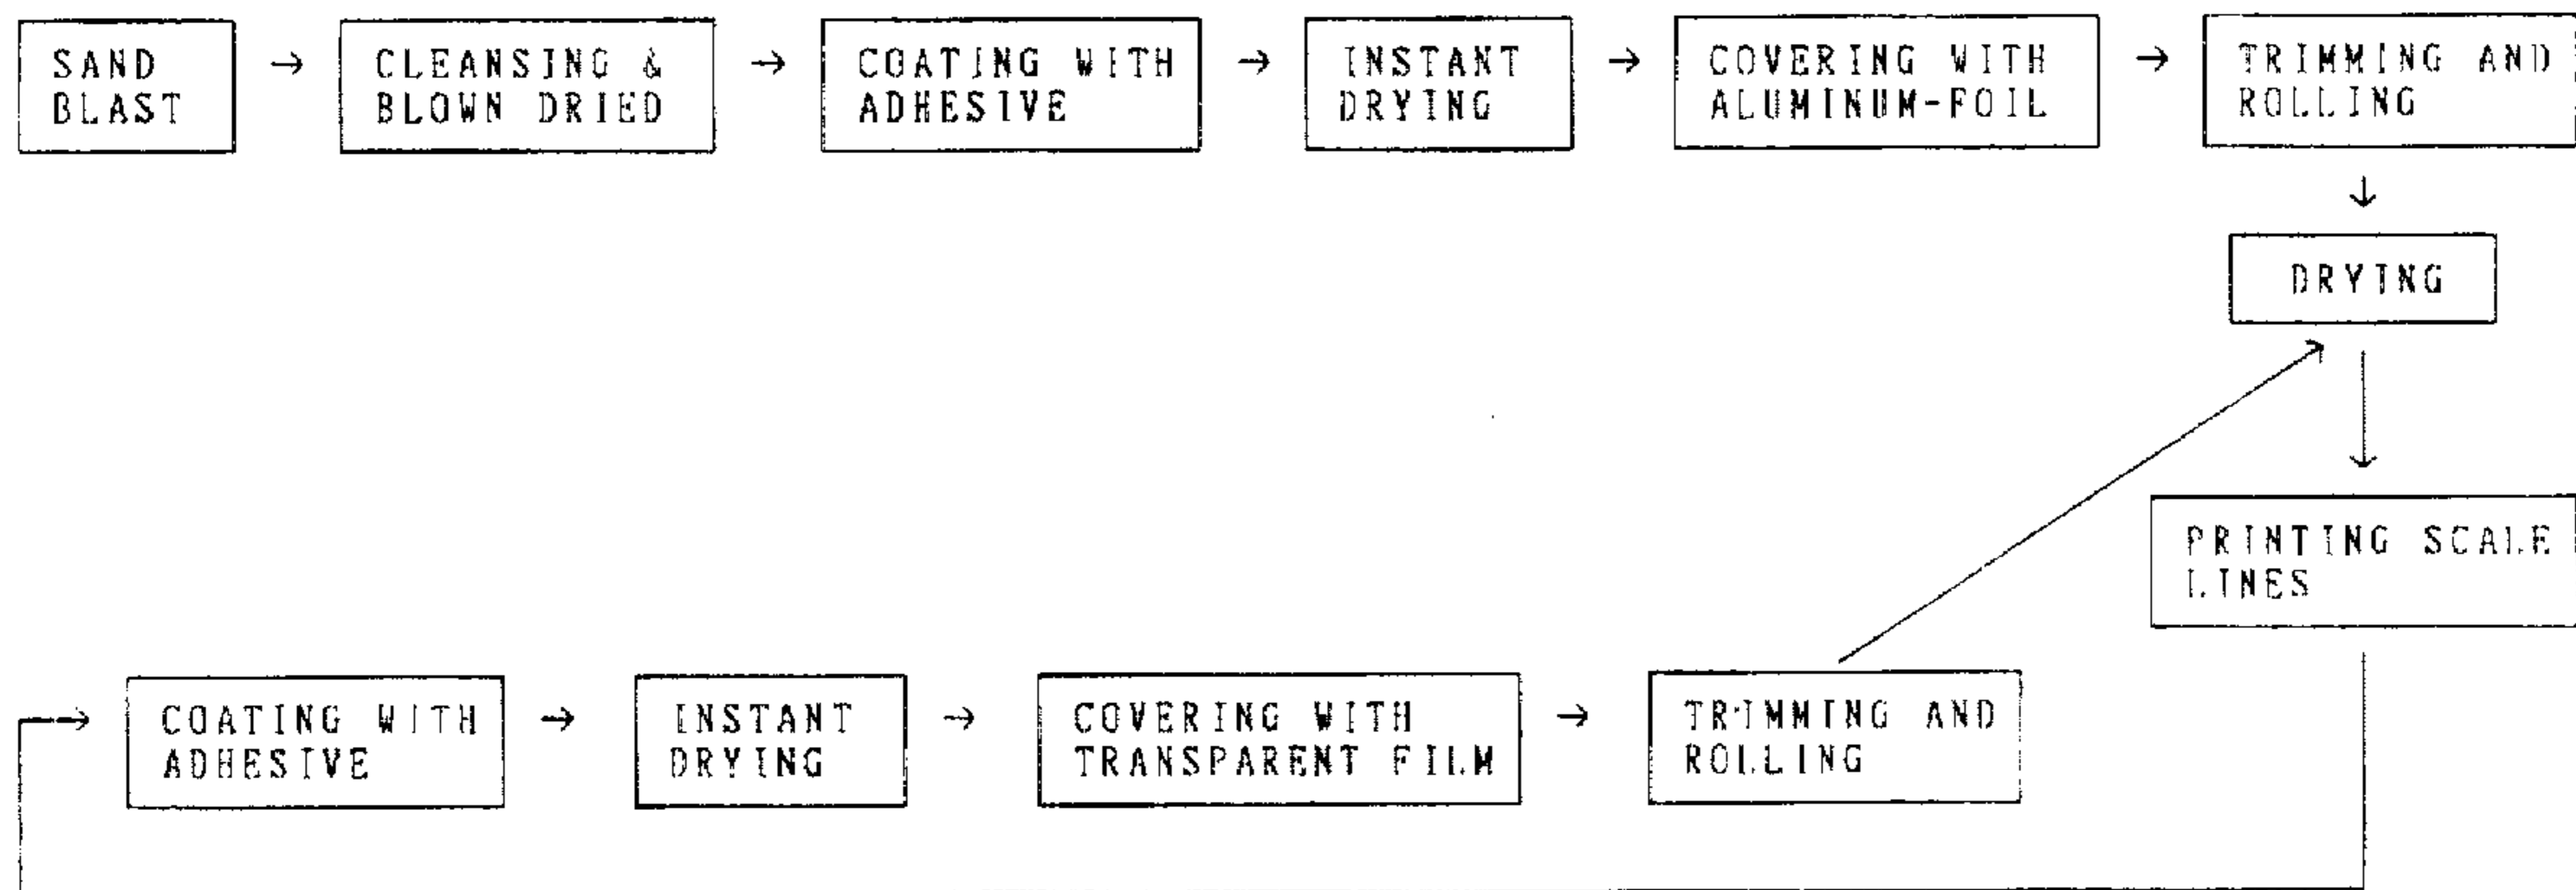 SAND
BLAST
CLEANSING &
BLOWN DRIED
COATING WITH
ADHESIVE
INSTANT
DRYING
COVERING WITH
ALUMINUM-FOIL
TRIMMING AND
ROLLING
DRYING
PRINTING SCALE
LINES
COATING WITH
ADHESIVE
INSTANT
DRYING
COVERING WITH
TRANSPARENT FILM
TRIMMING AND
ROLLING